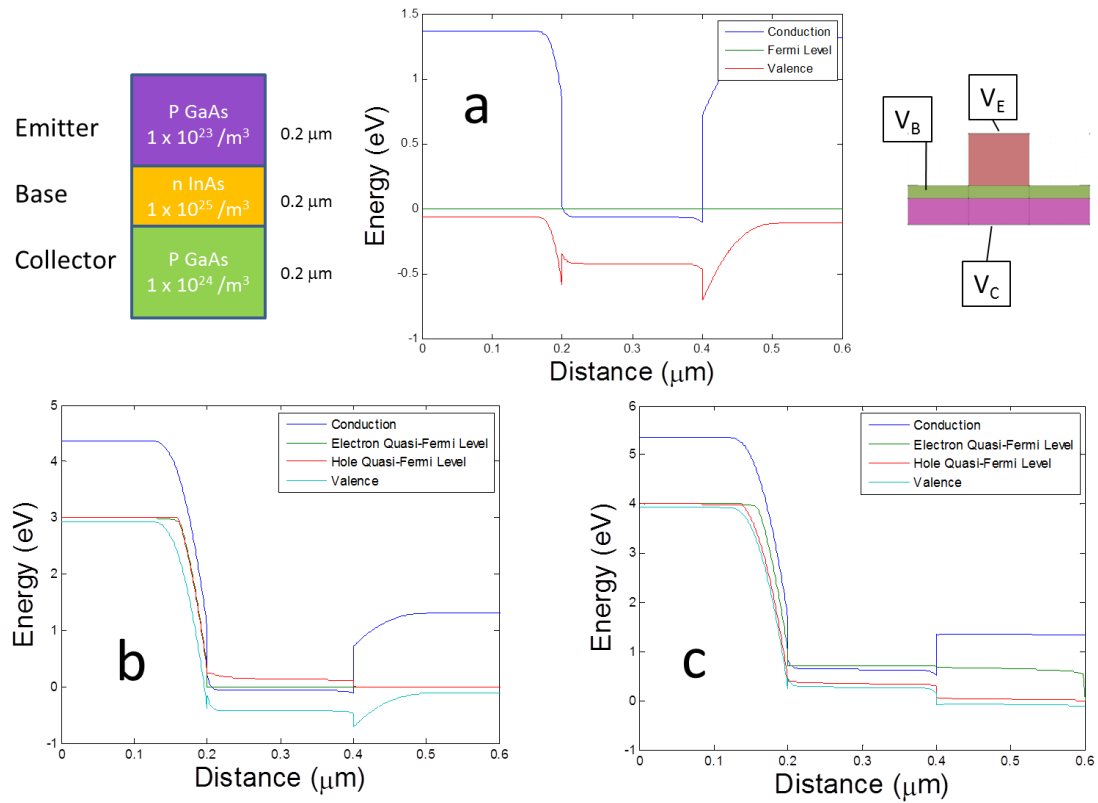 Emitter
Base
Collector
P GaAs
1 x 10²³ /m³
n InAs
1 x 10²⁵/m³
P GaAs
1 x 10²⁴ /m³
0.2 μm
0.2 μm
0.2 μm
1.5
1
0.5
0
-0.5
-1
Energy (eV)
a
Conduction
Fermi Level
Valence
0
0.1
0.2
0.3
0.4
0.5
0.6
Distance (μm)
V_B
V_E
V_C
5
4
3
2
1
0
-1
Energy (eV)
b
Conduction
Electron Quasi-Fermi Level
Hole Quasi-Fermi Level
Valence
0
0.1
0.2
0.3
0.4
0.5
0.6
Distance (μm)
6
5
4
3
2
1
0
-1
Energy (eV)
c
Conduction
Electron Quasi-Fermi Level
Hole Quasi-Fermi Level
Valence
0
0.1
0.2
0.3
0.4
0.5
0.6
Distance (μm)